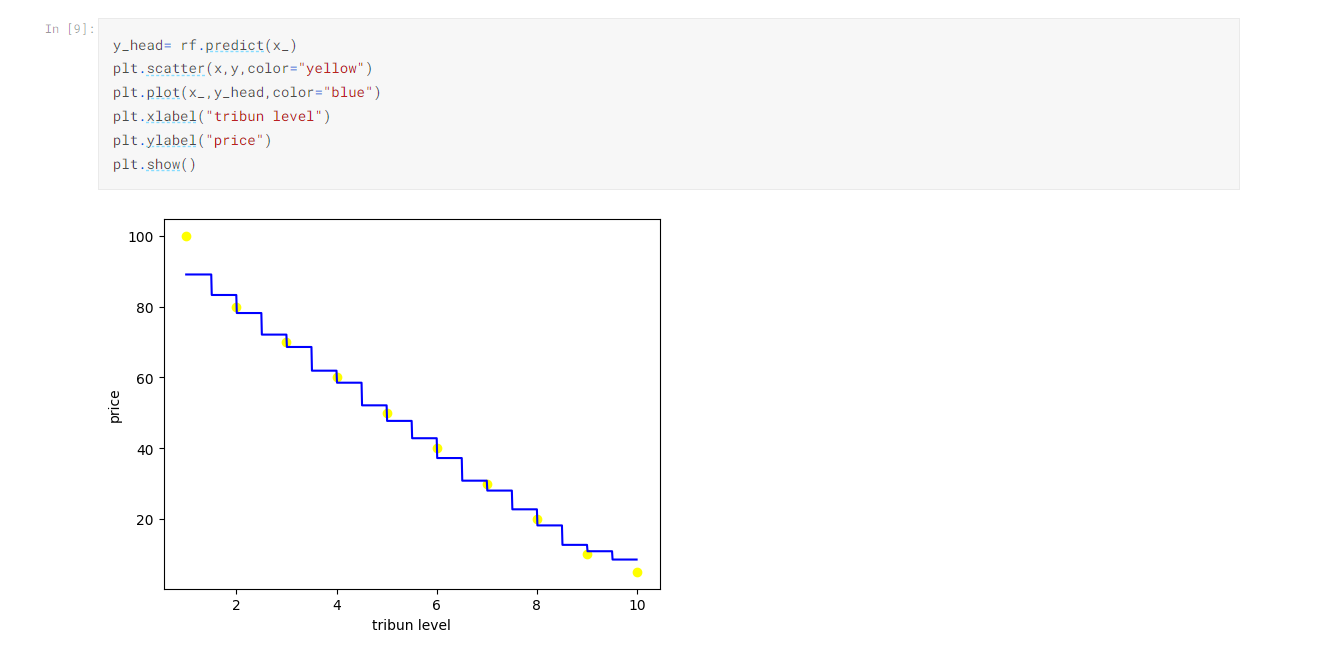 In [9]:
y_head= rf.predict(x_)
plt.scatter(x,y,color="yellow")
plt.plot(x_,y_head,color="blue")
plt.xlabel("tribun level")
plt.ylabel("price")
plt.show()
100
80
60
40
20
price
2 4 6 8 10
tribun level